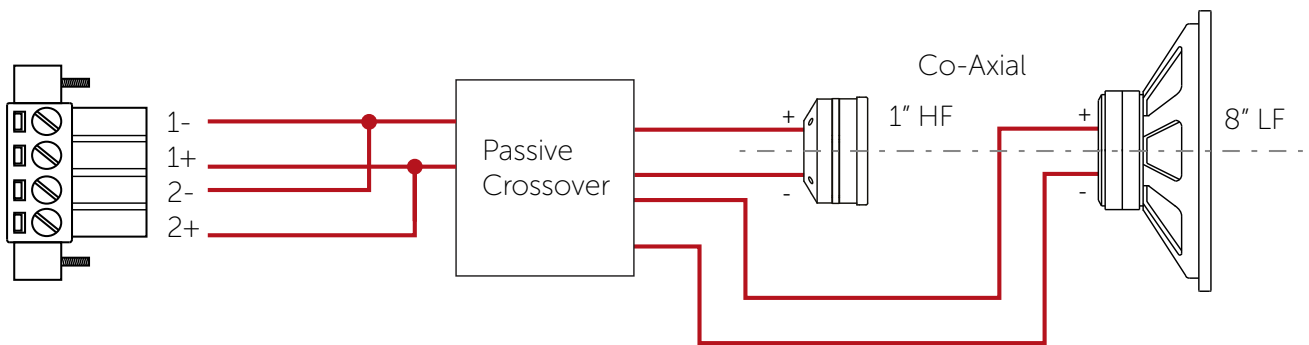 1-
1+
2-
2+
Passive
Crossover
+
-
1” HF
Co-Axial
+
-
8” LF